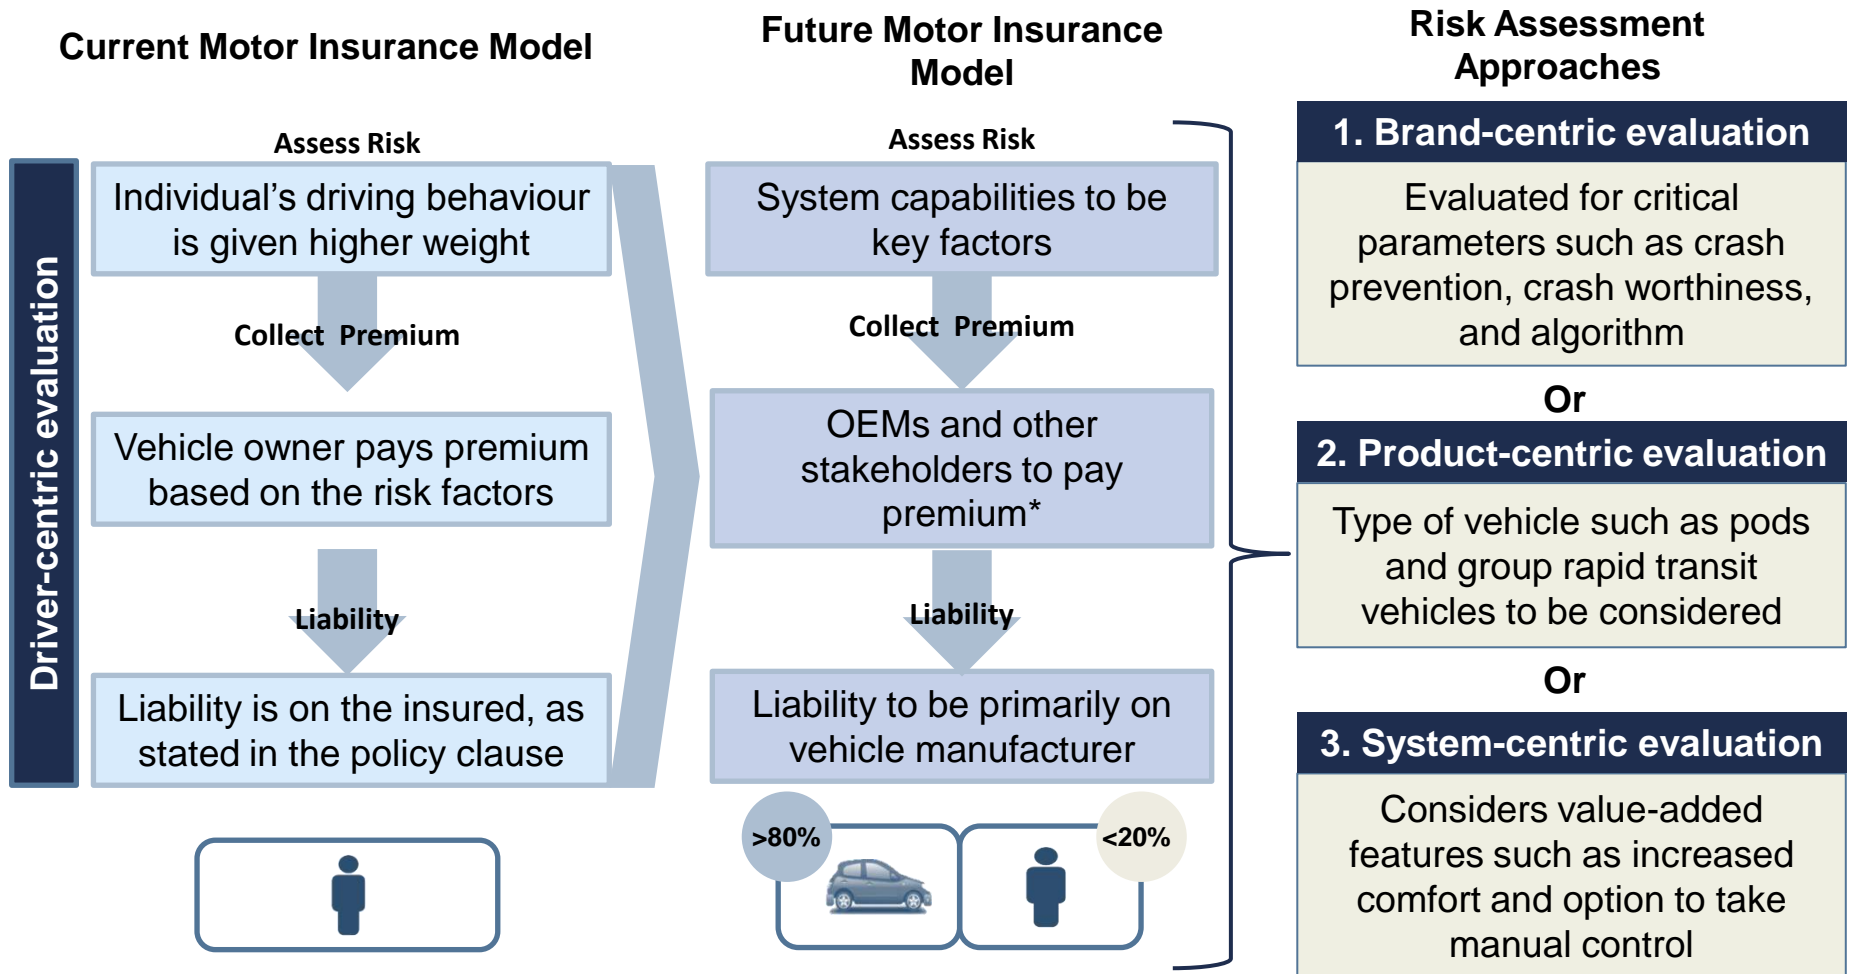 Current Motor Insurance Model
Driver-centric evaluation
Assess Risk
Individual's driving behaviour
is given higher weight
Collect Premium
Vehicle owner pays premium
based on the risk factors
Liability
Liability is on the insured, as
stated in the policy clause
Future Motor Insurance
Model
Assess Risk
System capabilities to be
key factors
Collect Premium
OEMs and other
stakeholders to pay
premium*
Liability
Liability to be primarily on
vehicle manufacturer
>80%
<20%
Risk Assessment
Approaches
1. Brand-centric evaluation
Evaluated for critical
parameters such as crash
prevention, crash worthiness,
and algorithm
Or
2. Product-centric evaluation
Type of vehicle such as pods
and group rapid transit
vehicles to be considered
Or
3. System-centric evaluation
Considers value-added
features such as increased
comfort and option to take
manual control